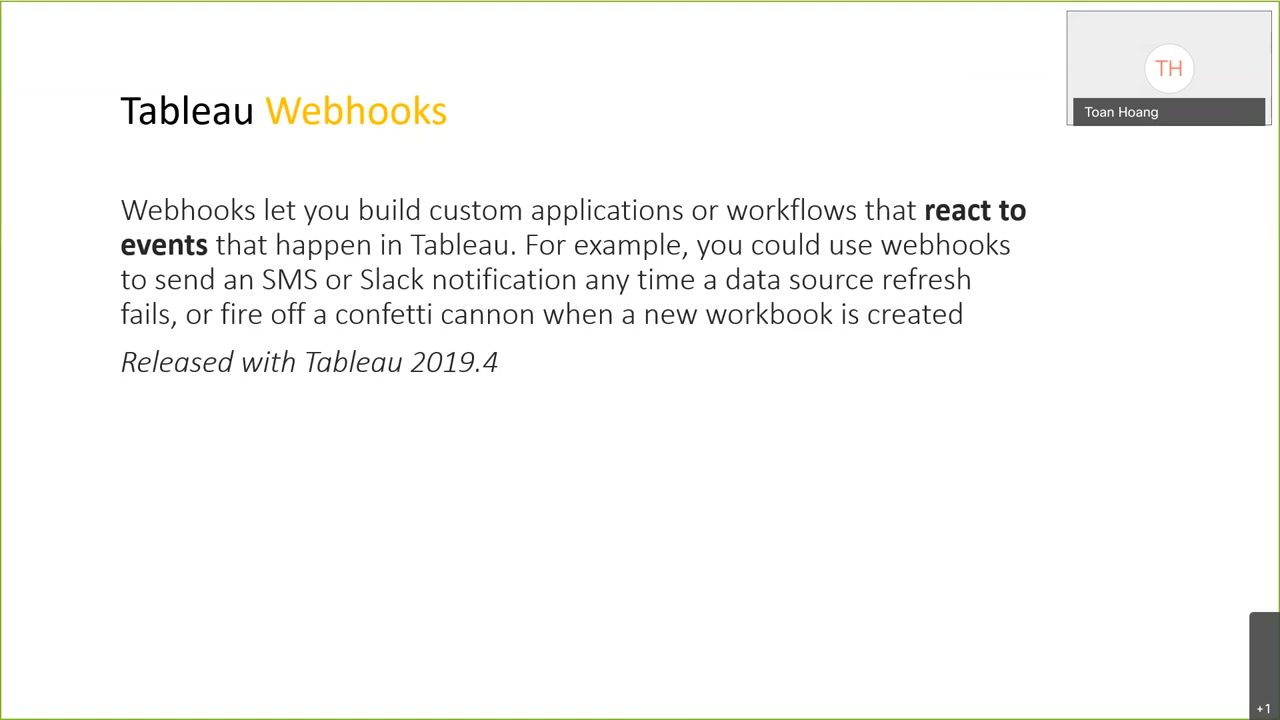 TH
Toan Hoang
Tableau Webhooks
Webhooks let you build custom applications or workflows that react to
events that happen in Tableau. For example, you could use webhooks
to send an SMS or Slack notification any time a data source refresh
fails, or fire off a confetti cannon when a new workbook is created
Released with Tableau 2019.4
+1